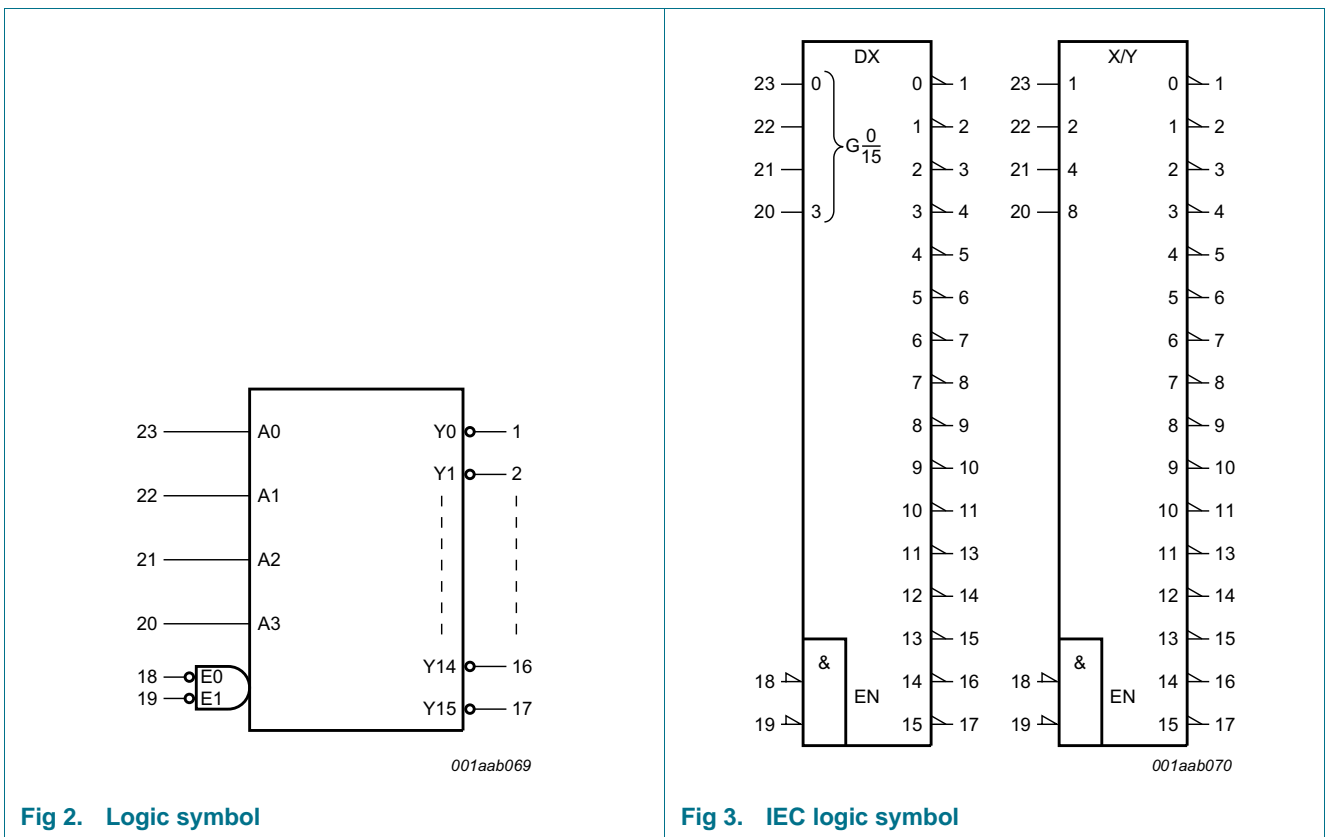 23 A0 Y0 1
Y1 2
22 A1
21 A2
20 A3
Y14 16
18 E0
19 E1
Y15 17
001aab069
Fig 2. Logic symbol
DX
23 0 0 1
22 1 2
G 0
15
21 2 3
20 3 3 4
4 5
5 6
6 7
7 8
8 9
9 10
10 11
11 13
12 14
13 15
&
18 14 16
EN
19 15 17
X/Y
23 1 0 1
22 2 1 2
21 4 2 3
20 8 3 4
4 5
5 6
6 7
7 8
8 9
9 10
10 11
11 13
12 14
13 15
&
18 14 16
EN
19 15 17
001aab070
Fig 3. IEC logic symbol